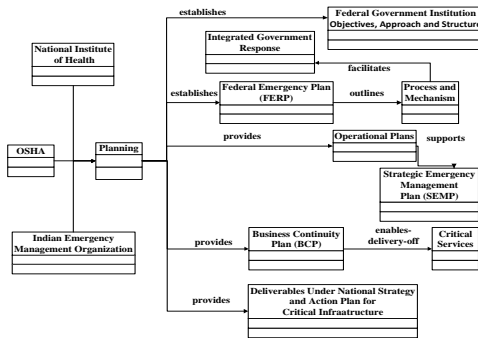 establishes
Federal Government Institution
Objectives, Approach and Structure
National Institute
of Health
Integrated Government
Response
facilitates
establishes
Federal Emergency Plan
(FERP)
outlines
Process and
Mechanism
OSHA
Planning
provides
Operational Plans
supports
Strategic Emergency
Management
Plan (SEMP)
Indian Emergency
Management Organization
provides
Business Continuity
Plan (BCP)
enables-
delivery-off
Critical
Services
provides
Deliverables Under National Strategy
and Action Plan for
Critical Infraatructure